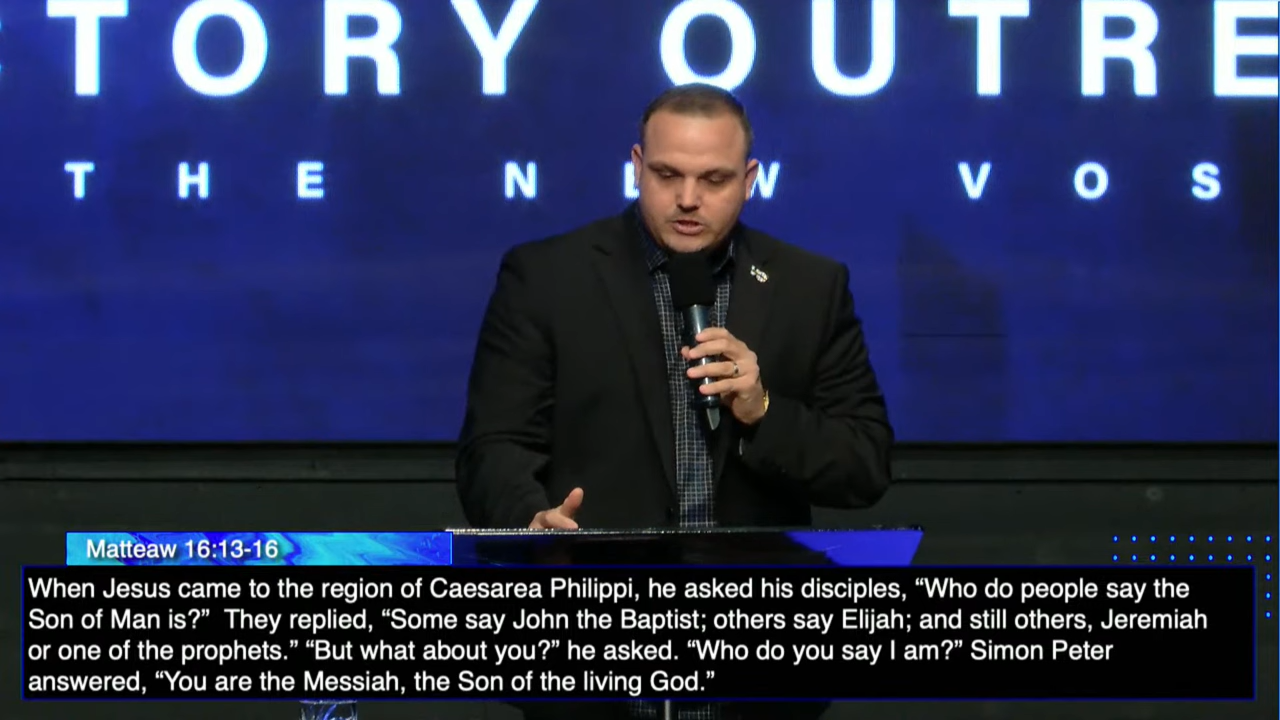 TORY OUTRE
THE NEW VOS
Matteaw 16:13-16
When Jesus came to the region of Caesarea Philippi, he asked his disciples, “Who do people say the
Son of Man is?”  They replied, “Some say John the Baptist; others say Elijah; and still others, Jeremiah
or one of the prophets.” “But what about you?” he asked. “Who do you say I am?” Simon Peter
answered, “You are the Messiah, the Son of the living God.”